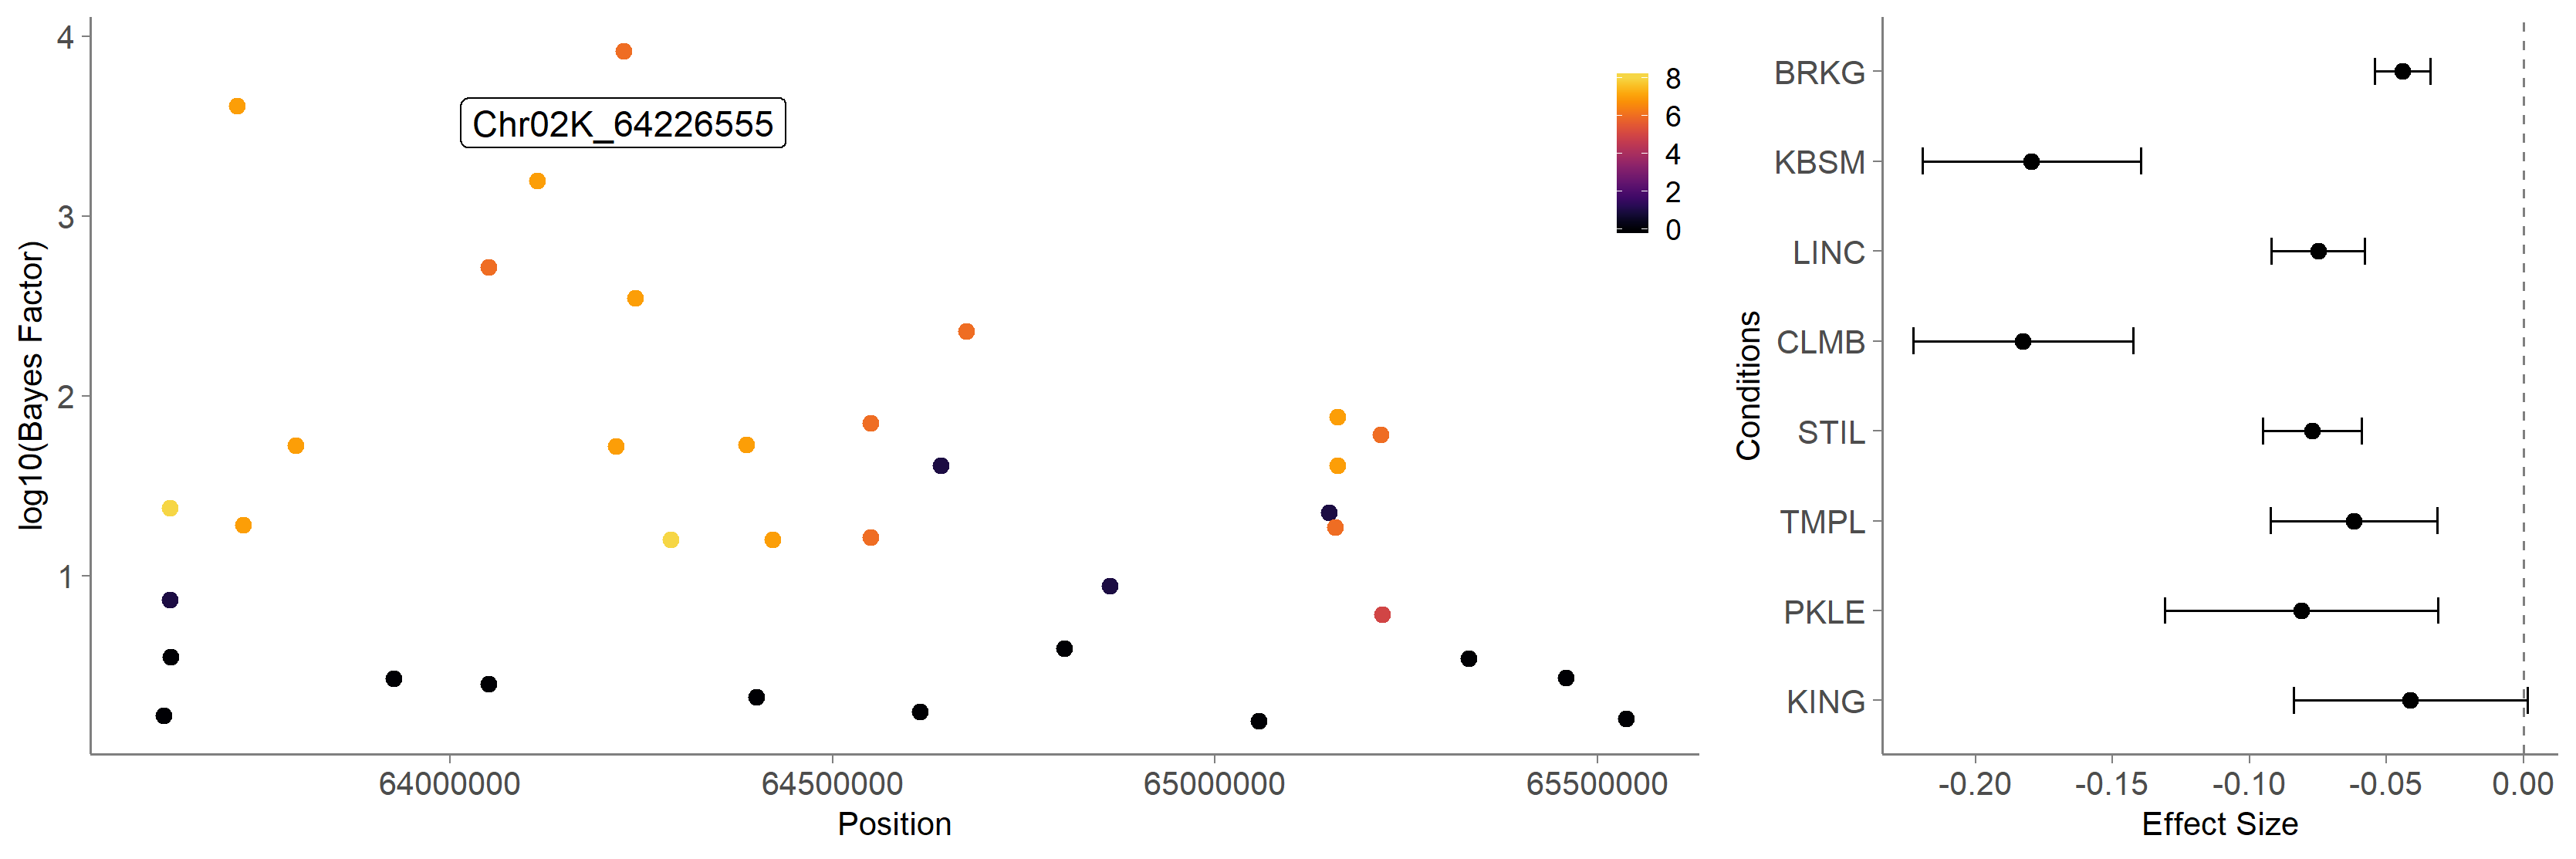 4
3
2
1
log10(Bayes Factor)
Chr02K_64226555
8
6
4
2
0
64000000 64500000 65000000 65500000
Position
Conditions
BRKG
KBSM
LINC
CLMB
STIL
TMPL
PKLE
KING
-0.20 -0.15 -0.10 -0.05 0.00
Effect Size